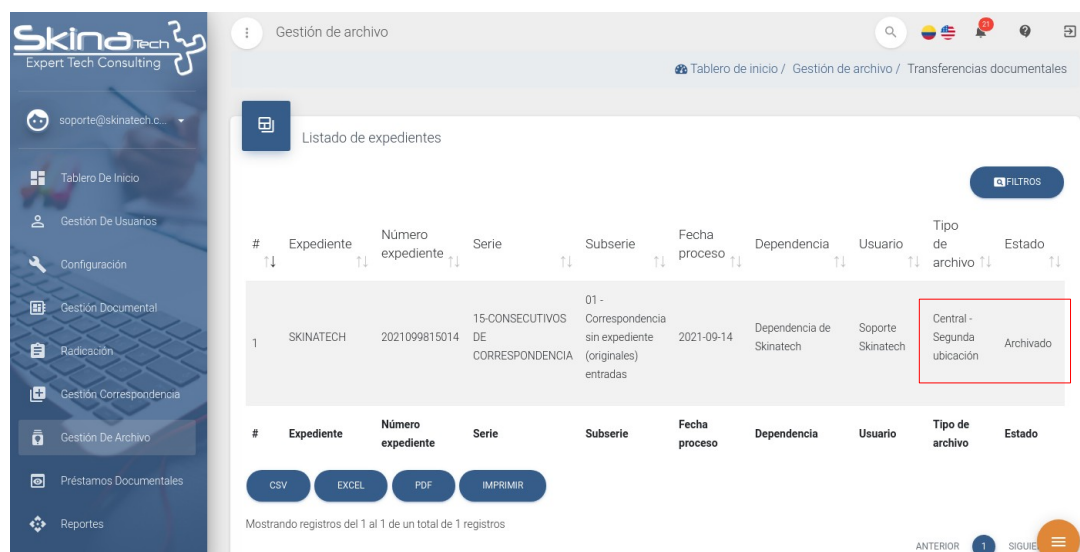 Skina Tech
Expert Tech Consulting
soporte@skinatech.c...
Tablero De Inicio
Gestión De Usuarios
Configuración
Gestión Documental
Radicación
Gestión Correspondencia
Gestión De Archivo
Préstamos Documentales
Reportes
Gestión de archivo
21
Tablero de inicio / Gestión de archivo / Transferencias documentales
Listado de expedientes
FILTROS
# Expediente Número expediente Serie Subserie Fecha proceso Dependencia Usuario Tipo de archivo Estado
1 SKINATECH 2021099815014 15-CONSECUTIVOS DE CORRESPONDENCIA 01 - Correspondencia sin expediente (originales) entradas 2021-09-14 Dependencia de Skinatech Soporte Skinatech Central - Segunda ubicación Archivado
# Expediente Número expediente Serie Subserie Fecha proceso Dependencia Usuario Tipo de archivo Estado
CSV EXCEL PDF IMPRIMIR
Mostrando registros del 1 al 1 de un total de 1 registros
ANTERIOR 1